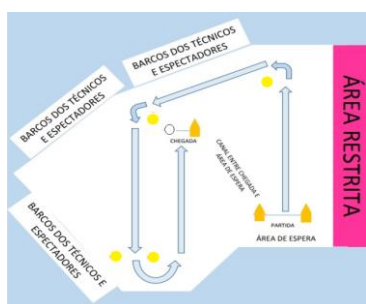 BARCOS DOS TÉCNICOS
E ESPECTADORES
BARCOS DOS TÉCNICOS
E ESPECTADORES
ÁREA RESTRITA
CHEGADA
CANAL ENTRE CHEGADA E
ÁREA DE ESPERA
BARCOS DOS TÉCNICOS E
ESPECTADORES
PARTIDA
ÁREA DE ESPERA